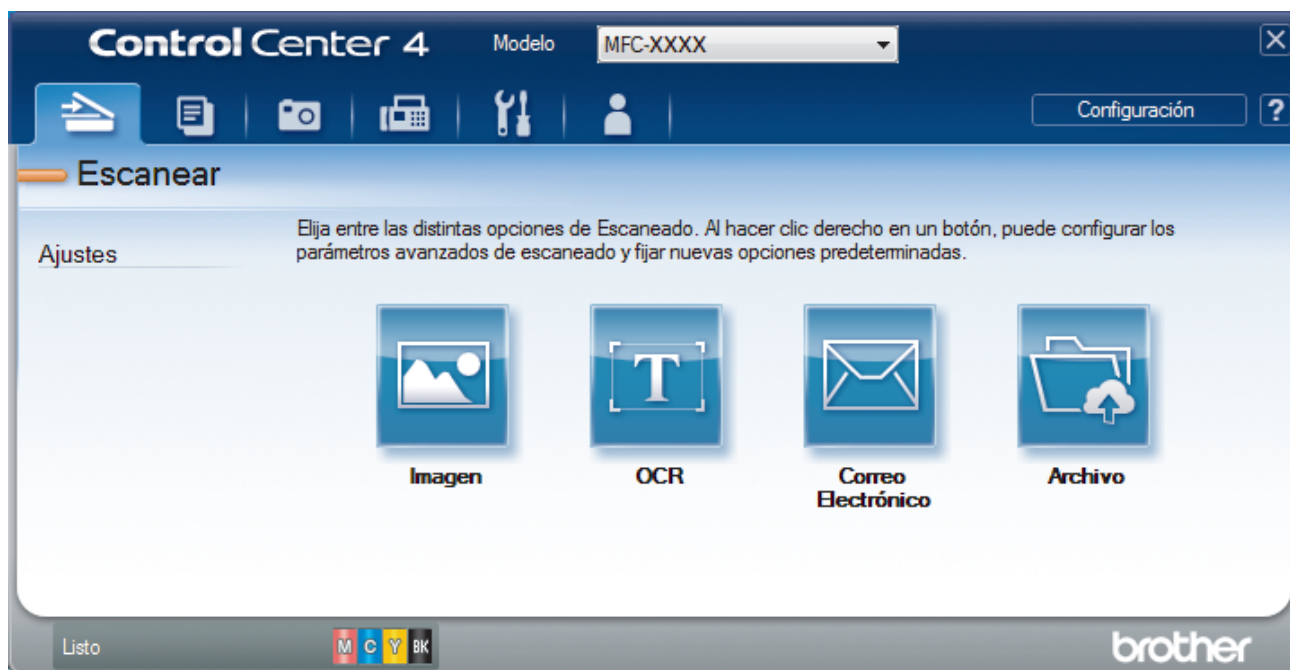 Control Center 4
Modelo
MFC-XXXX
Configuración
?
Escanear
Ajustes
Elija entre las distintas opciones de Escaneado. Al hacer clic derecho en un botón, puede configurar los
parámetros avanzados de escaneado y fijar nuevas opciones predeterminadas.
T
Imagen
OCR
Correo
Electrónico
Archivo
Listo
M C Y BK
brother